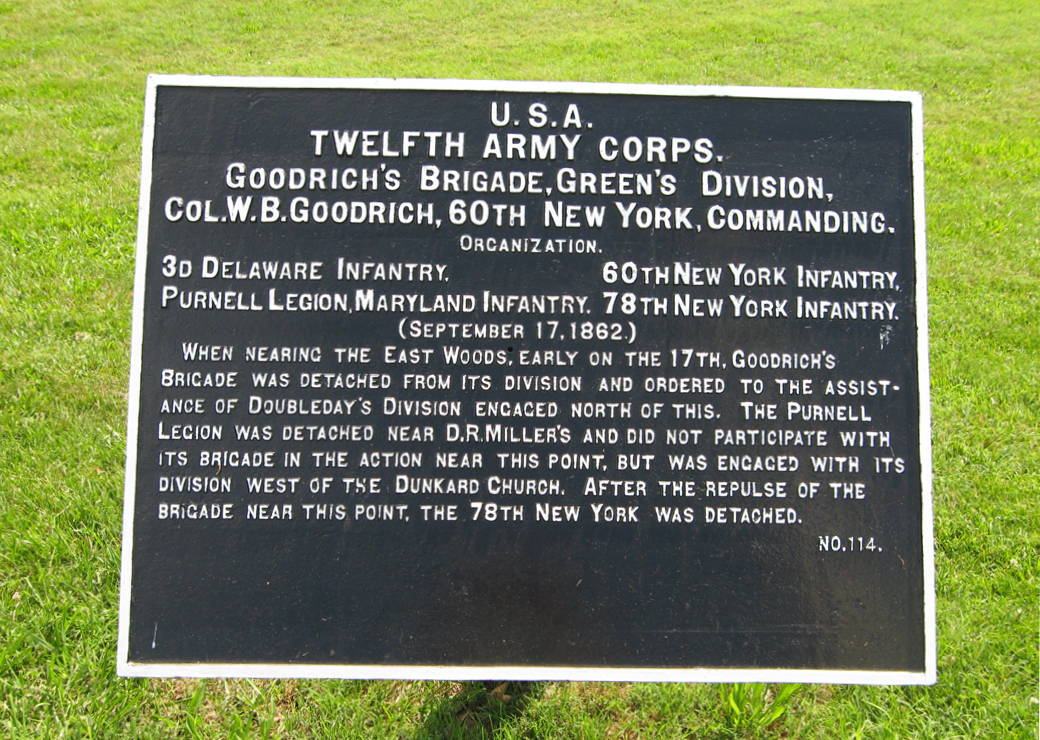 U.S.A.
TWELFTH ARMY CORPS.
GOODRICH'S BRIGADE, GREEN'S DIVISION,
COL. W.B. GOODRICH, 60TH NEW YORK, COMMANDING.
ORGANIZATION.
3D DELAWARE INFANTRY, 60TH NEW YORK INFANTRY,
PURNELL LEGION, MARYLAND INFANTRY. 78TH NEW YORK INFANTRY.
(SEPTEMBER 17, 1862.)
WHEN NEARING THE EAST WOODS, EARLY ON THE 17TH, GOODRICH'S
BRIGADE WAS DETACHED FROM ITS DIVISION AND ORDERED TO THE ASSIST-
ANCE OF DOUBLEDAY'S DIVISION ENGAGED NORTH OF THIS. THE PURNELL
LEGION WAS DETACHED NEAR D.R. MILLER'S AND DID NOT PARTICIPATE WITH
ITS BRIGADE IN THE ACTION NEAR THIS POINT, BUT WAS ENGAGED WITH ITS
DIVISION WEST OF THE DUNKARD CHURCH. AFTER THE REPULSE OF THE
BRIGADE NEAR THIS POINT, THE 78TH NEW YORK WAS DETACHED.
NO. 114.